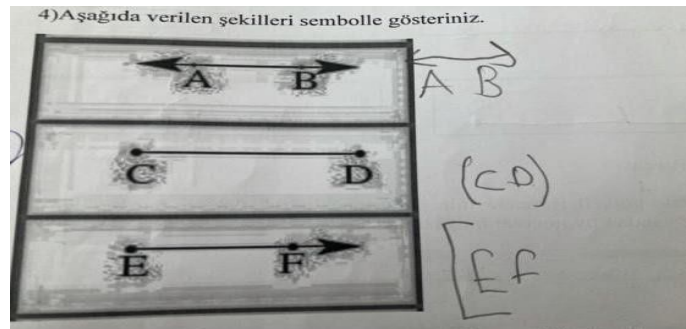 4)Aşağıda verilen şekilleri sembolle gösteriniz.
A B
A B
C D
(CD)
E F
[EF